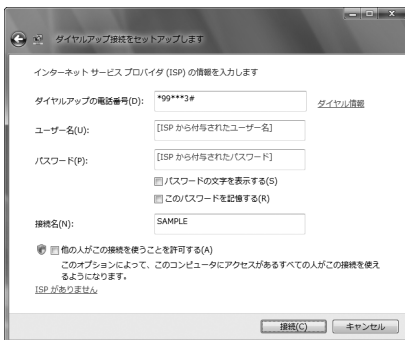 ダイヤルアップ接続をセットアップします
インターネット サービス プロバイダ (ISP) の情報を入力します
ダイヤルアップの電話番号(D): *99***3# ダイヤル情報
ユーザー名(U): [ISP から付与されたユーザー名]
パスワード(P): [ISP から付与されたパスワード]
パスワードの文字を表示する(S)
このパスワードを記憶する(R)
接続名(N): SAMPLE
他の人がこの接続を使うことを許可する(A)
このオプションによって、このコンピュータにアクセスがあるすべての人がこの接続を使え
るようになります。
ISP がありません
接続(C) キャンセル